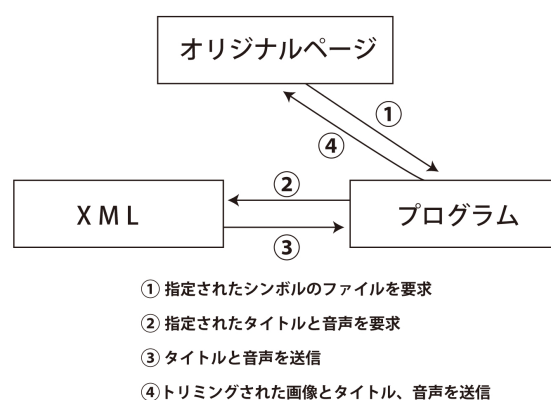 オリジナルページ
①
④
②
XML
プログラム
③
① 指定されたシンボルのファイルを要求
② 指定されたタイトルと音声を要求
③ タイトルと音声を送信
④ トリミングされた画像とタイトル、音声を送信